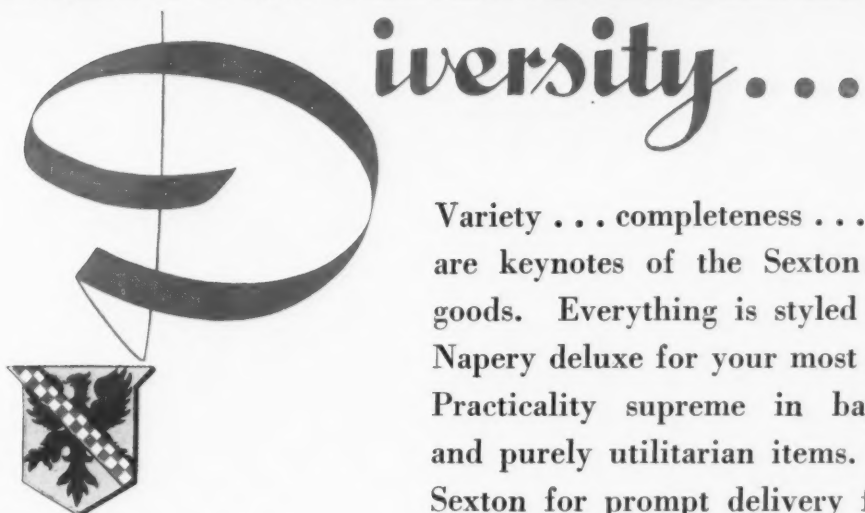 Diversity...
Variety . . . completeness . . .
are keynotes of the Sexton
goods. Everything is styled
Napery deluxe for your most
Practicality supreme in ba
and purely utilitarian items.
Sexton for prompt delivery f